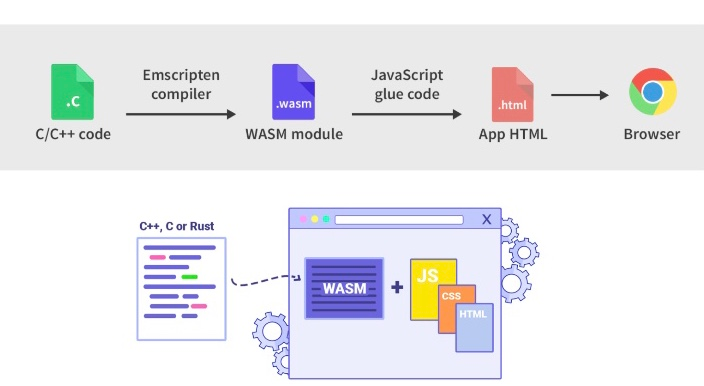 Emscripten
compiler
JavaScript
glue code
.C
.wasm
.html
C/C++ code
WASM module
App HTML
Browser
C++, C or Rust
X
WASM
+
JS
CSS
HTML